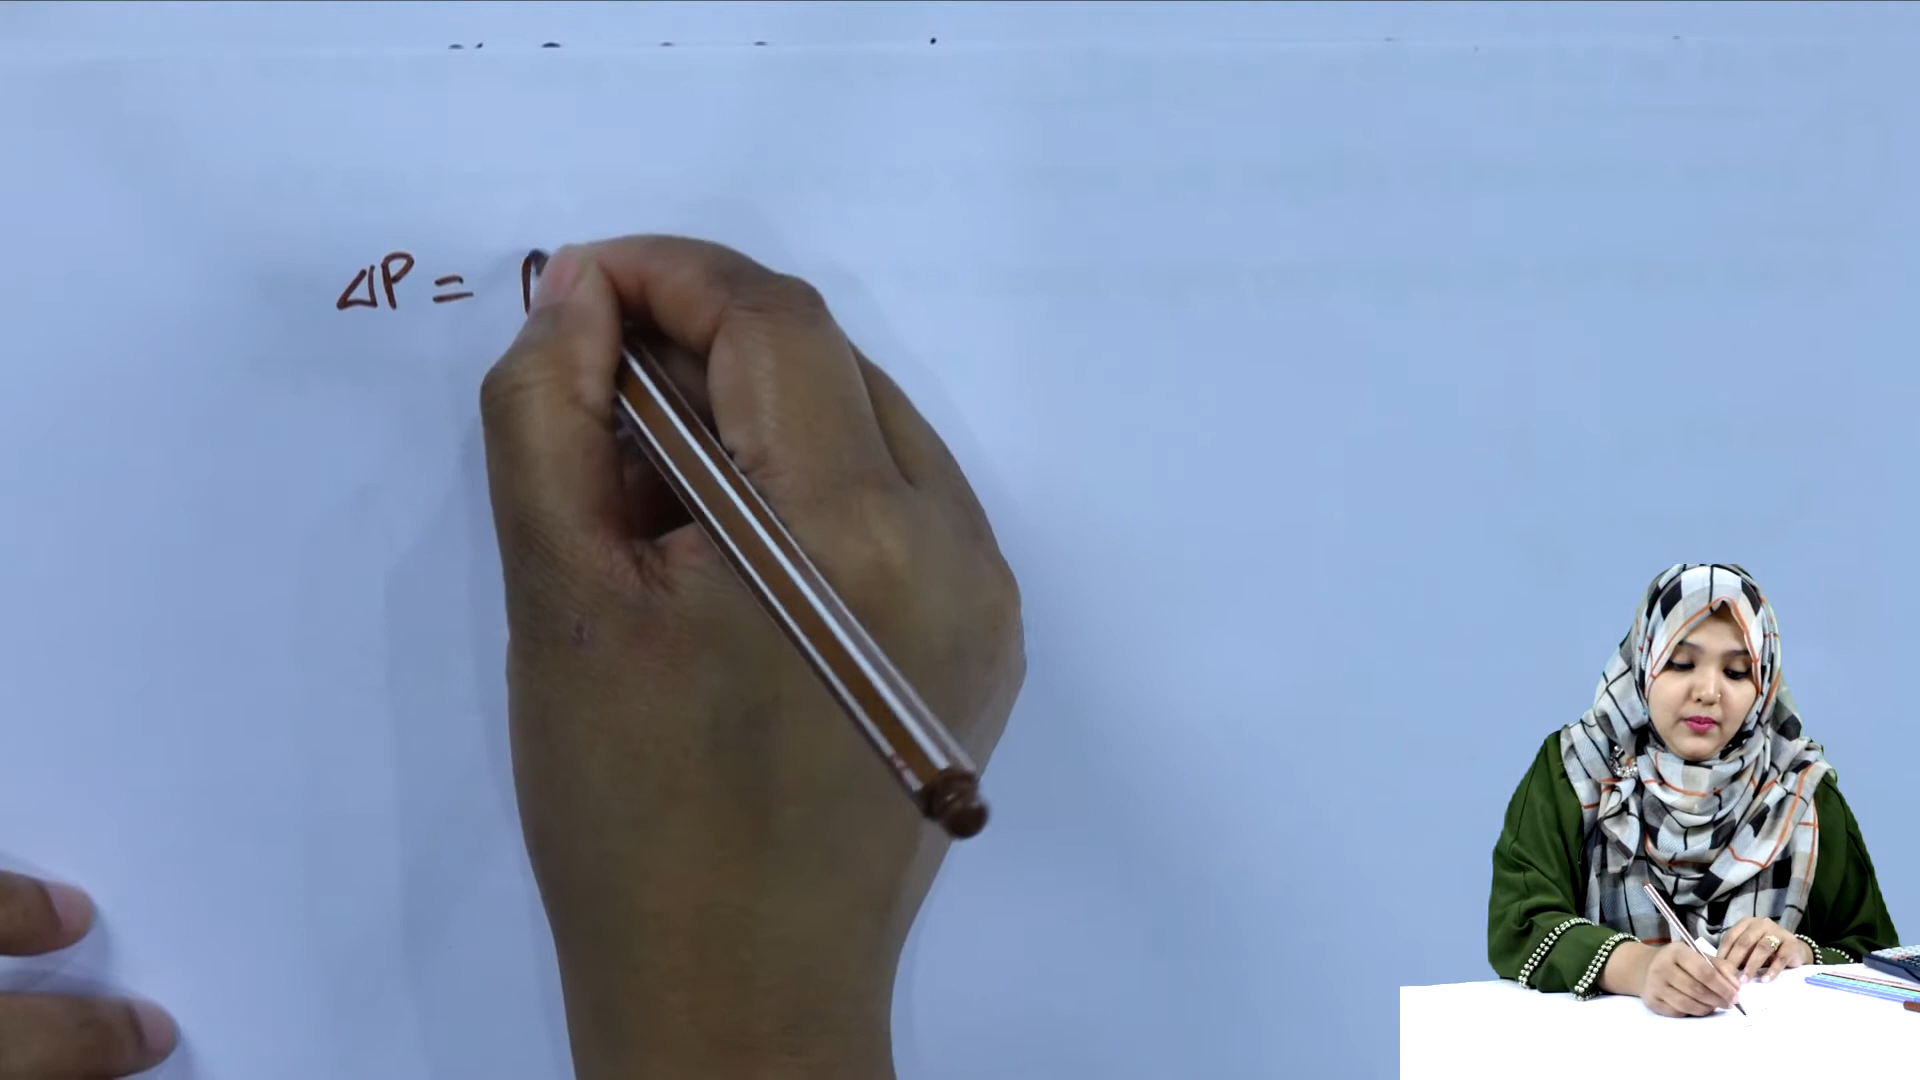 ΔP =